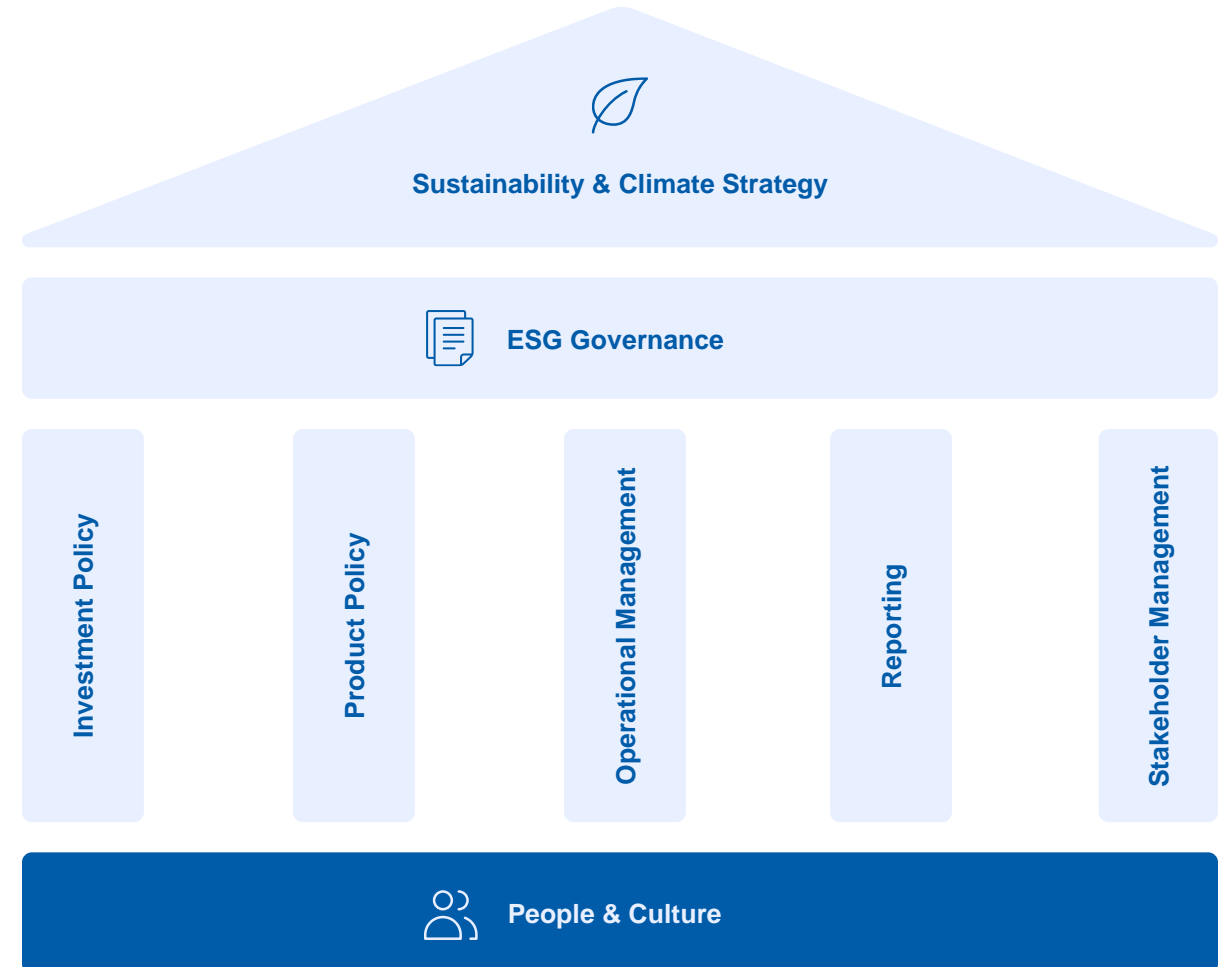 Sustainability & Climate Strategy
ESG Governance
Investment Policy
Product Policy
Operational Management
Reporting
Stakeholder Management
People & Culture